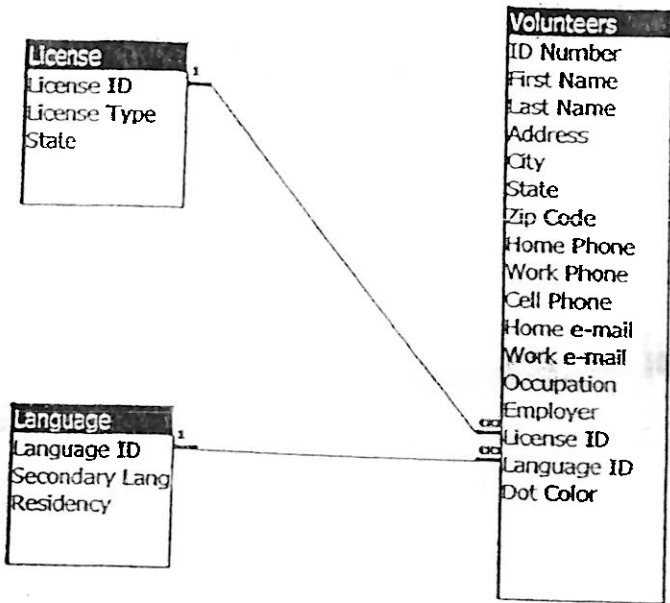 License
License ID
License Type
State
1
Language
Language ID
Secondary Lang
Residency
1
Volunteers
ID Number
First Name
Last Name
Address
City
State
Zip Code
Home Phone
Work Phone
Cell Phone
Home e-mail
Work e-mail
Occupation
Employer
∞
License ID
∞
Language ID
Dot Color